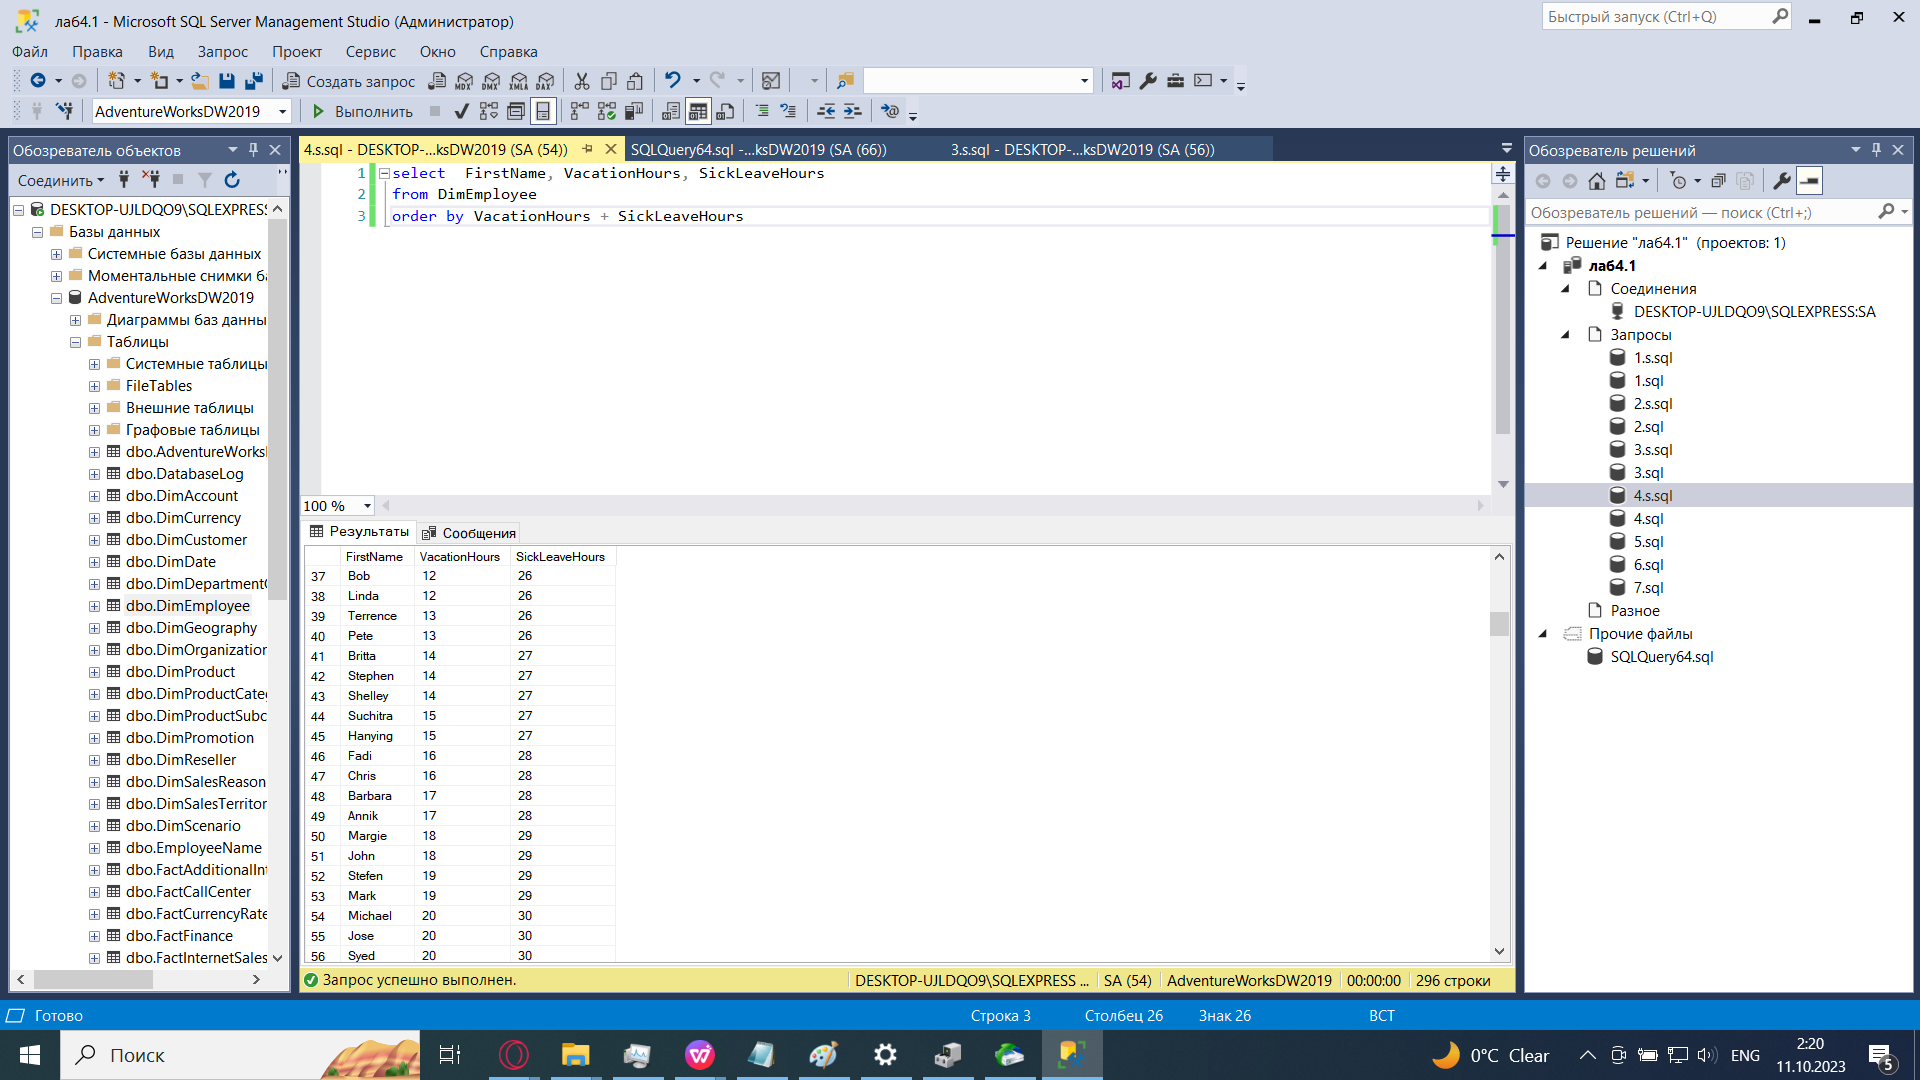 лаб4.1 - Microsoft SQL Server Management Studio (Администратор)
Быстрый запуск (Ctrl+Q)
Файл Правка Вид Запрос Проект Сервис Окно Справка
Создать запрос MDX DMX XMLA DAX
AdventureWorksDW2019 Выполнить
Обозреватель объектов
Соединить
DESKTOP-UJLDQO9\SQLEXPRESS
Базы данных
Системные базы данных
Моментальные снимки ба
AdventureWorksDW2019
Диаграммы баз данны
Таблицы
Системные таблицы
FileTables
Внешние таблицы
Графовые таблицы
dbo.AdventureWorksI
dbo.DatabaseLog
dbo.DimAccount
dbo.DimCurrency
dbo.DimCustomer
dbo.DimDate
dbo.DimDepartmentG
dbo.DimEmployee
dbo.DimGeography
dbo.DimOrganization
dbo.DimProduct
dbo.DimProductCateg
dbo.DimProductSubc
dbo.DimPromotion
dbo.DimReseller
dbo.DimSalesReason
dbo.DimSalesTerritor
dbo.DimScenario
dbo.EmployeeName
dbo.FactAdditionalInt
dbo.FactCallCenter
dbo.FactCurrencyRate
dbo.FactFinance
dbo.FactInternetSales
4.s.sql - DESKTOP-...ksDW2019 (SA (54)) SQLQuery64.sql -...ksDW2019 (SA (66)) 3.s.sql - DESKTOP-...ksDW2019 (SA (56))
1 select FirstName, VacationHours, SickLeaveHours
2 from DimEmployee
3 order by VacationHours + SickLeaveHours
100 %
Результаты Сообщения
FirstName VacationHours SickLeaveHours
37 Bob 12 26
38 Linda 12 26
39 Terrence 13 26
40 Pete 13 26
41 Britta 14 27
42 Stephen 14 27
43 Shelley 14 27
44 Suchitra 15 27
45 Hanying 15 27
46 Fadi 16 28
47 Chris 16 28
48 Barbara 17 28
49 Annik 17 28
50 Margie 18 29
51 John 18 29
52 Stefen 19 29
53 Mark 19 29
54 Michael 20 30
55 Jose 20 30
56 Syed 20 30
Запрос успешно выполнен. DESKTOP-UJLDQO9\SQLEXPRESS ... SA (54) AdventureWorksDW2019 00:00:00 296 строки
Обозреватель решений
Обозреватель решений — поиск (Ctrl+;)
Решение "лаб4.1" (проектов: 1)
лаб4.1
Соединения
DESKTOP-UJLDQO9\SQLEXPRESS:SA
Запросы
1.s.sql
1.sql
2.s.sql
2.sql
3.s.sql
3.sql
4.s.sql
4.sql
5.sql
6.sql
7.sql
Разное
Прочие файлы
SQLQuery64.sql
Готово Строка 3 Столбец 26 Знак 26 ВСТ
Поиск
0°C Clear
ENG
2:20
11.10.2023
5